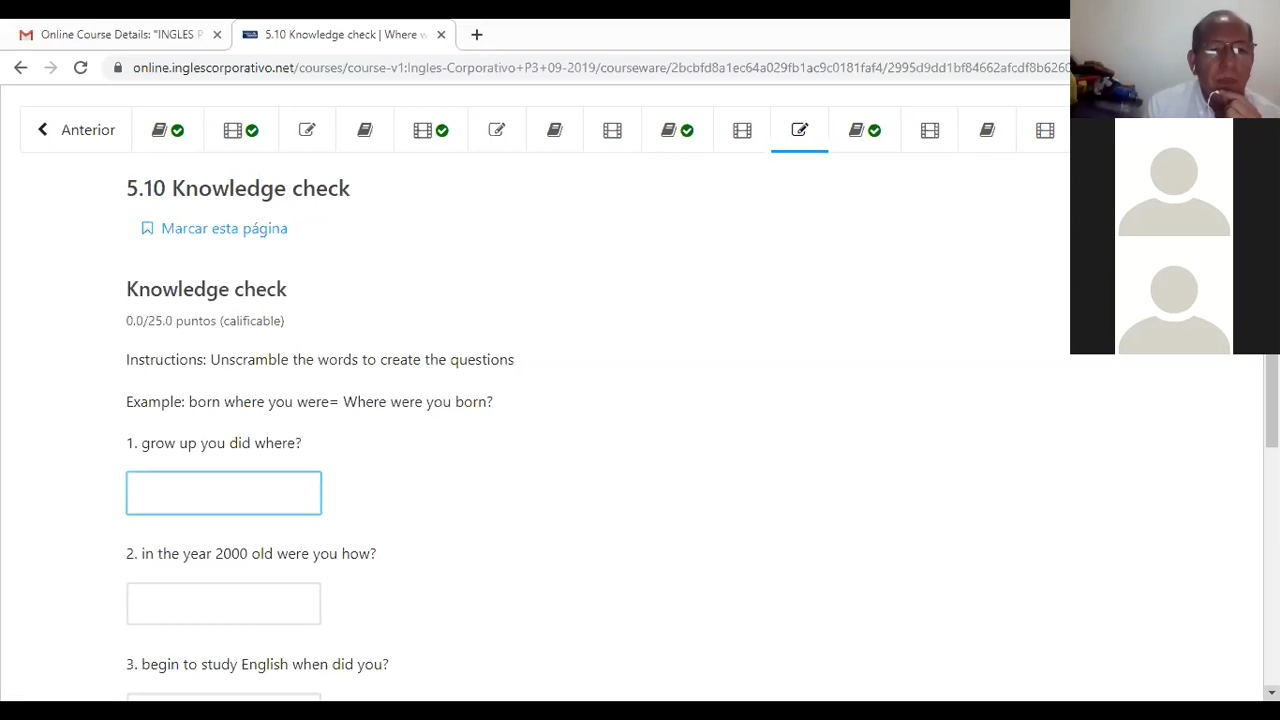 Online Course Details: "INGLES P
5.10 Knowledge check | Where w
online.inglescorporativo.net/courses/course-v1:Ingles-Corporativo+P3+09-2019/courseware/2bcbfd8a1ec64a029fb1ac9c0181faf4/2995d9dd1bf84662afcdf8b6260
Anterior
5.10 Knowledge check
Marcar esta página
Knowledge check
0.0/25.0 puntos (calificable)
Instructions: Unscramble the words to create the questions
Example: born where you were= Where were you born?
1. grow up you did where?
2. in the year 2000 old were you how?
3. begin to study English when did you?